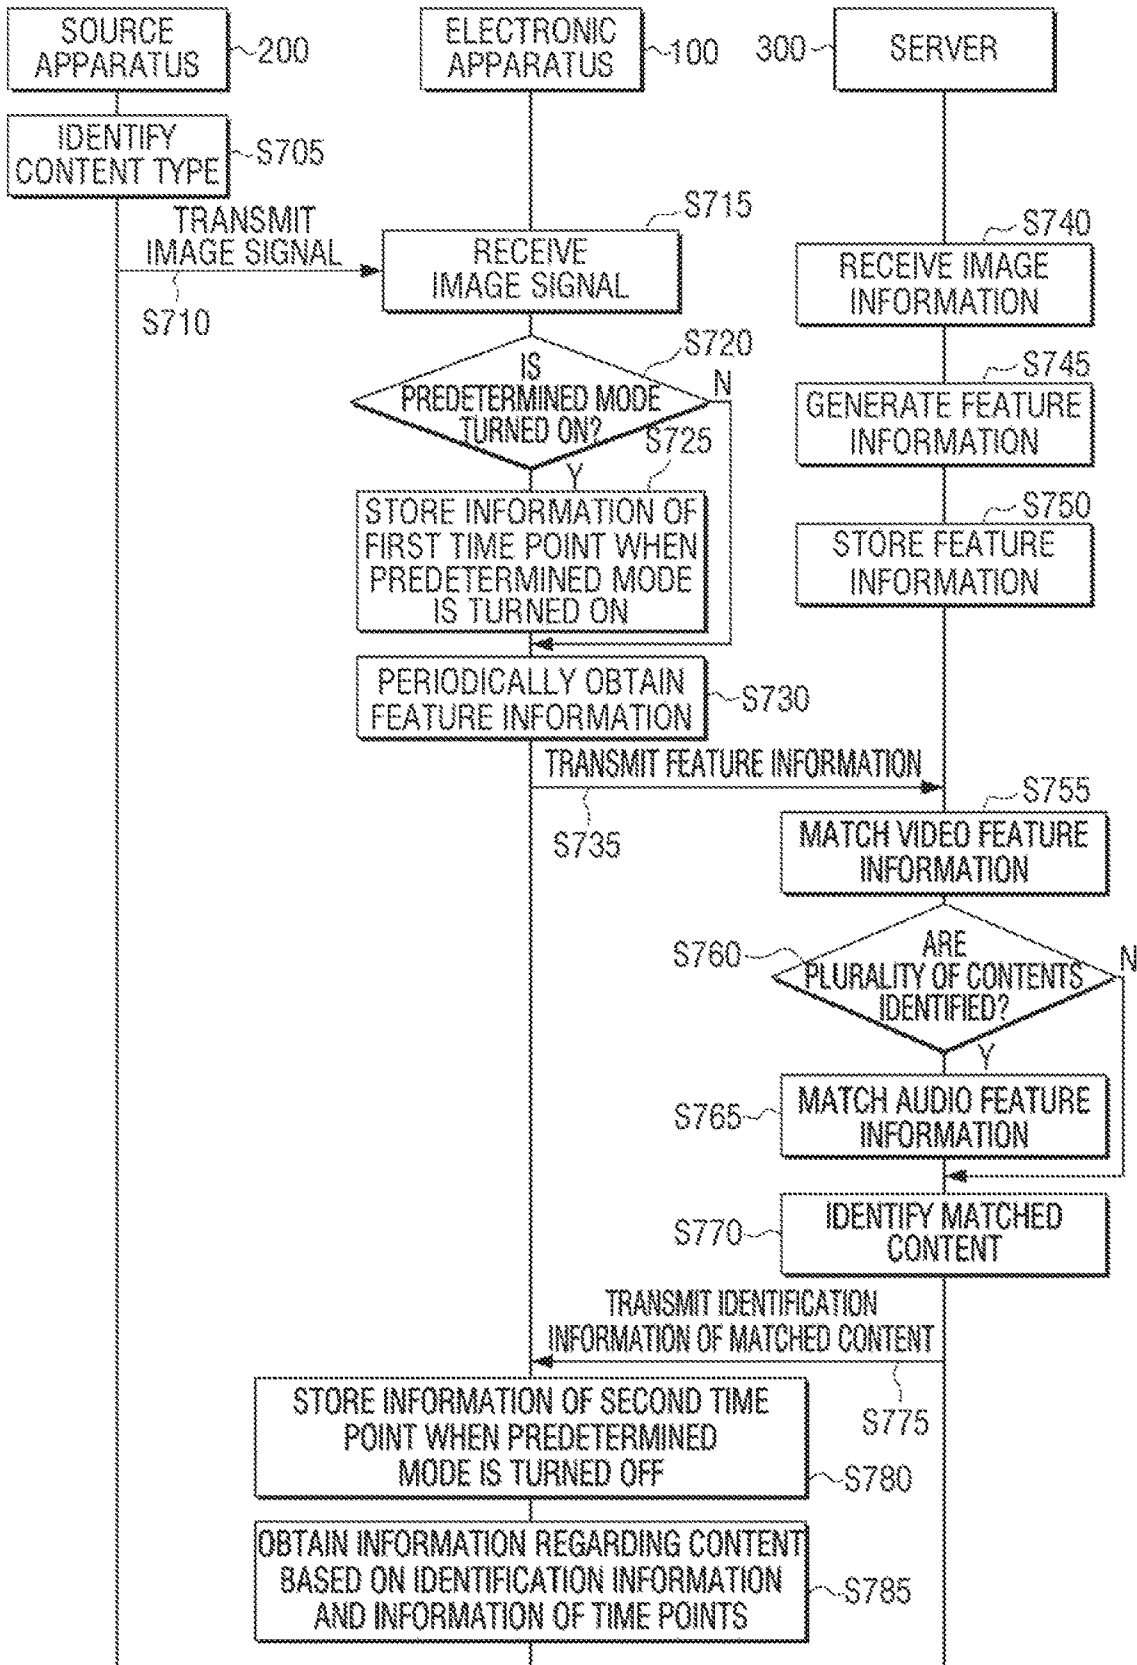 SOURCE
APPARATUS
200
ELECTRONIC
APPARATUS
100
300
SERVER
IDENTIFY
CONTENT TYPE
S705
TRANSMIT
IMAGE SIGNAL
S710
S715
RECEIVE
IMAGE SIGNAL
S740
RECEIVE IMAGE
INFORMATION
S720
IS
PREDETERMINED MODE
TURNED ON?
N
Y
S745
GENERATE FEATURE
INFORMATION
S725
STORE INFORMATION OF
FIRST TIME POINT WHEN
PREDETERMINED MODE
IS TURNED ON
S750
STORE FEATURE
INFORMATION
PERIODICALLY OBTAIN
FEATURE INFORMATION
S730
TRANSMIT FEATURE INFORMATION
S735
S755
MATCH VIDEO FEATURE
INFORMATION
S760
ARE
PLURALITY OF CONTENTS
IDENTIFIED?
N
Y
S765
MATCH AUDIO FEATURE
INFORMATION
S770
IDENTIFY MATCHED
CONTENT
TRANSMIT IDENTIFICATION
INFORMATION OF MATCHED CONTENT
S775
STORE INFORMATION OF SECOND TIME
POINT WHEN PREDETERMINED
MODE IS TURNED OFF
S780
OBTAIN INFORMATION REGARDING CONTENT
BASED ON IDENTIFICATION INFORMATION
AND INFORMATION OF TIME POINTS
S785